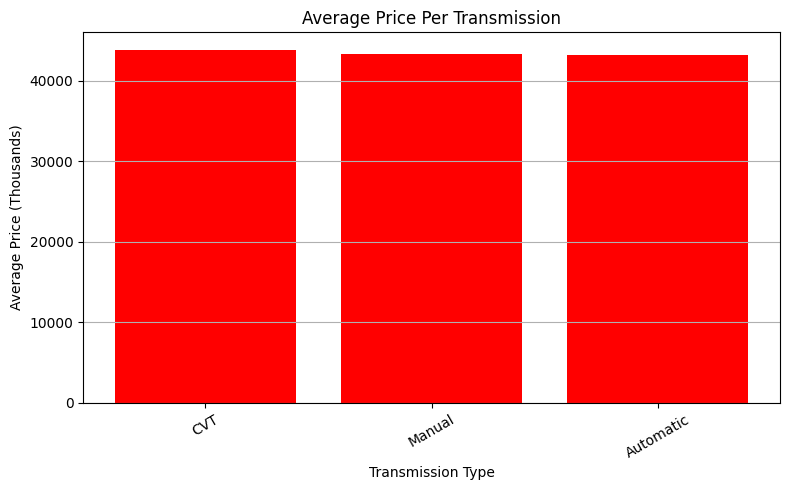 Average Price Per Transmission
Average Price (Thousands)
40000
30000
20000
10000
0
CVT
Manual
Automatic
Transmission Type